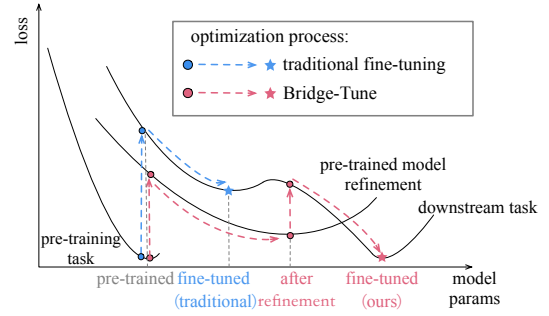 loss
optimization process:
traditional fine-tuning
Bridge-Tune
pre-trained model
refinement
downstream task
pre-training
task
pre-trained
fine-tuned
(traditional)
after
refinement
fine-tuned
(ours)
model
params